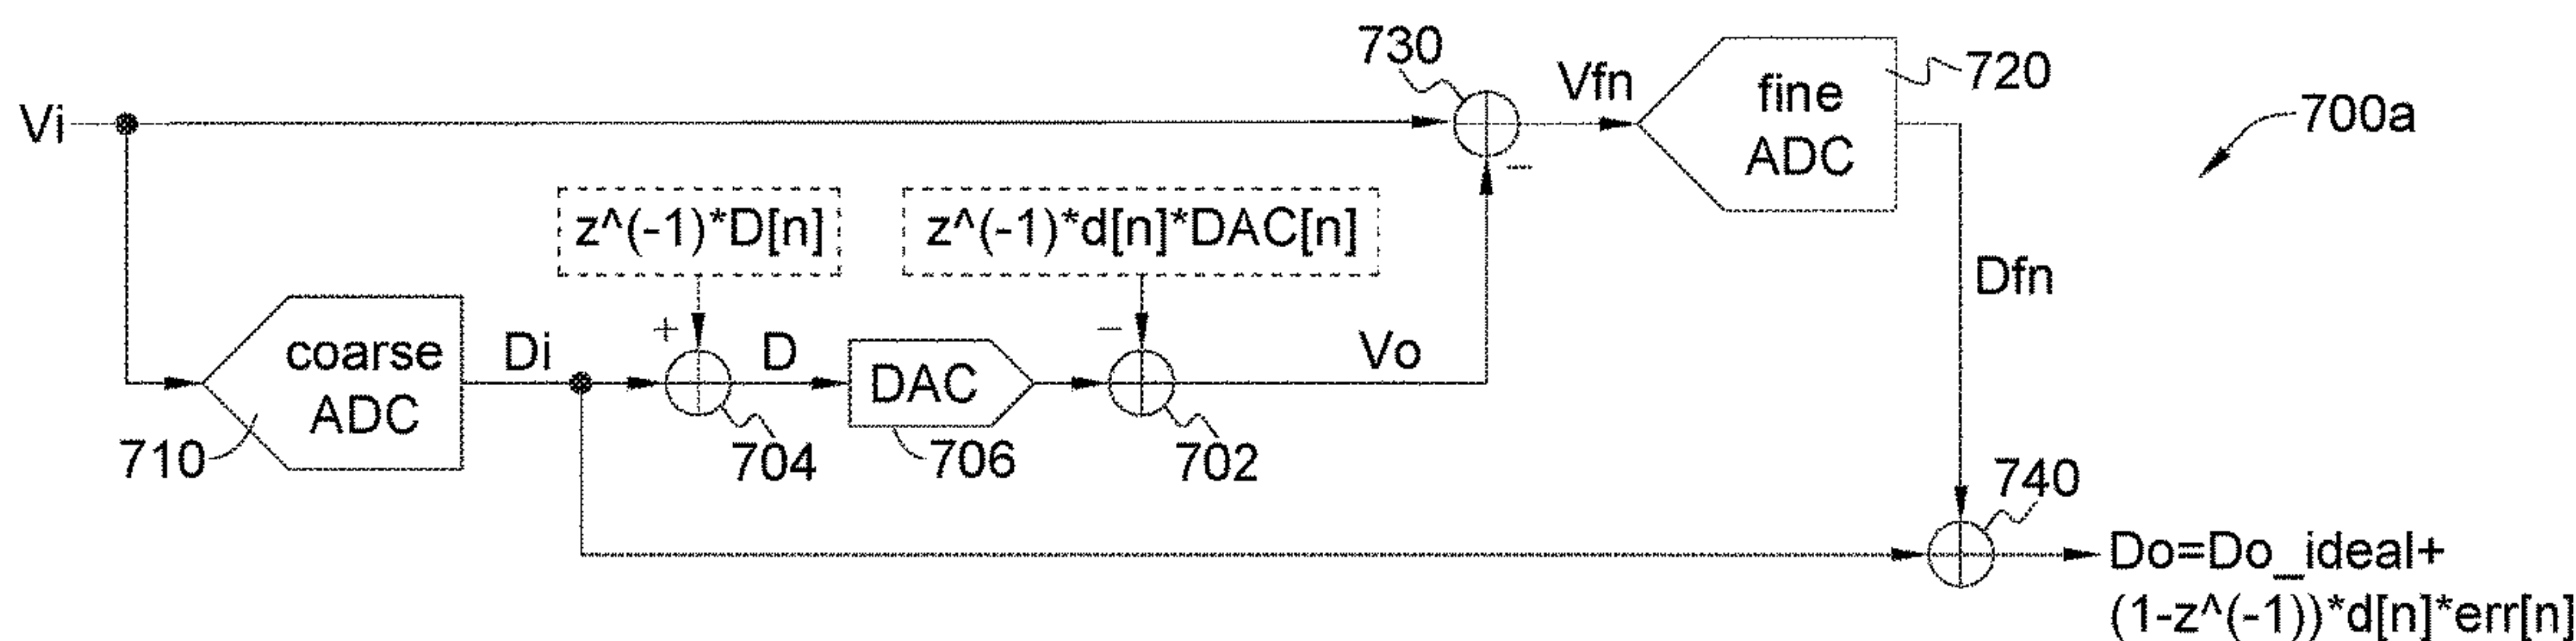 730
Vfn
fine
ADC
720
700a
Vi
z^(-1)*D[n]
z^(-1)*d[n]*DAC[n]
−
Dfn
coarse
ADC
710
Di
+
D
704
DAC
706
−
702
Vo
740
Do=Do_ideal+
(1-z^(-1))*d[n]*err[n]